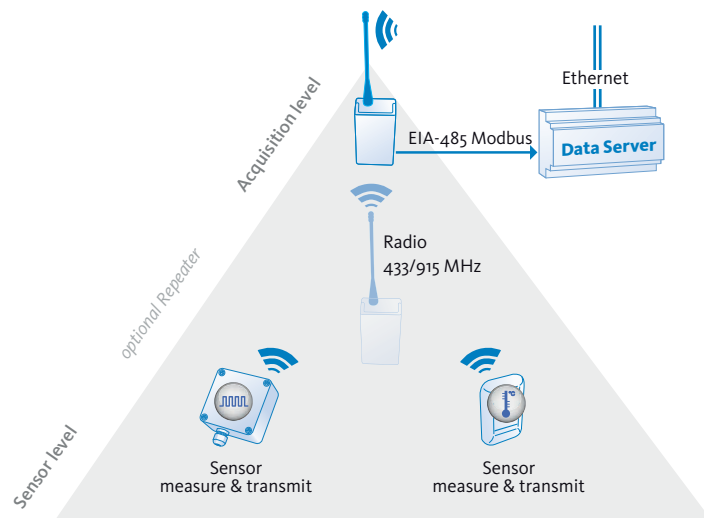 Ethernet
Acquisition level
EIA-485 Modbus
Data Server
Radio
433/915 MHz
optional Repeater
Sensor level
Sensor
measure & transmit
Sensor
measure & transmit